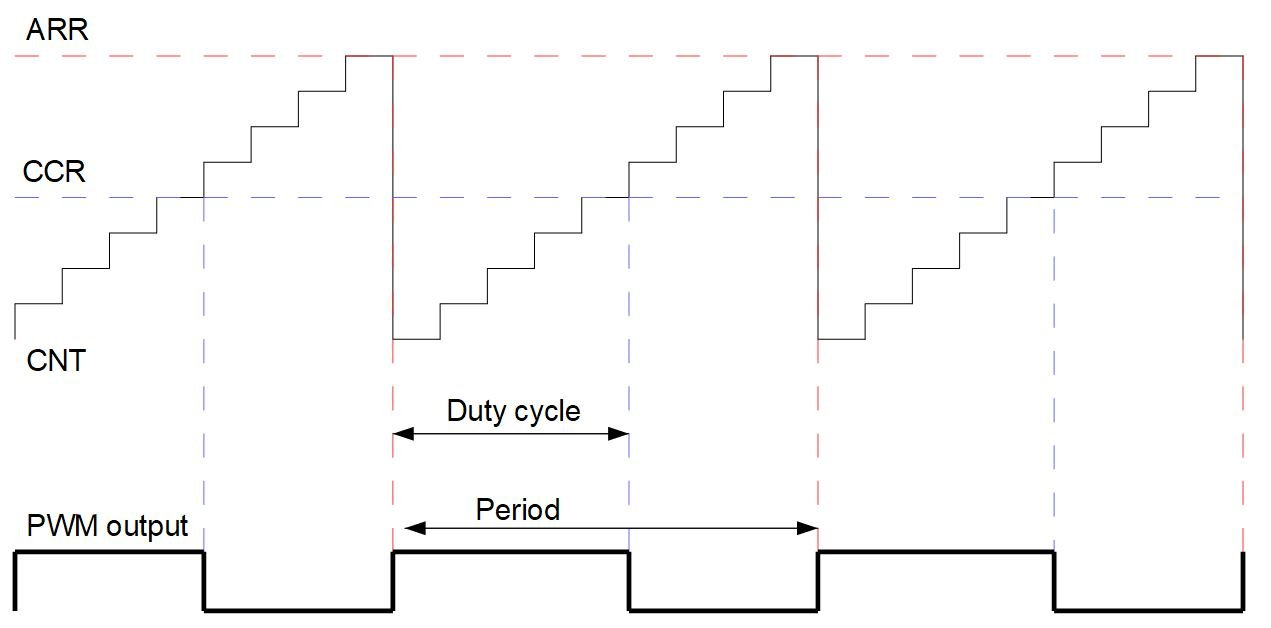 ARR
CCR
CNT
Duty cycle
Period
PWM output